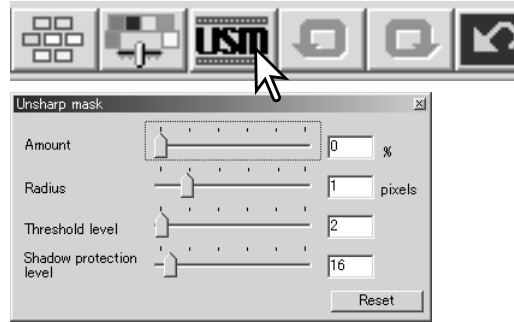 USM
Unsharp mask
Amount 0 %
Radius 1 pixels
Threshold level 2
Shadow protection
level 16
Reset